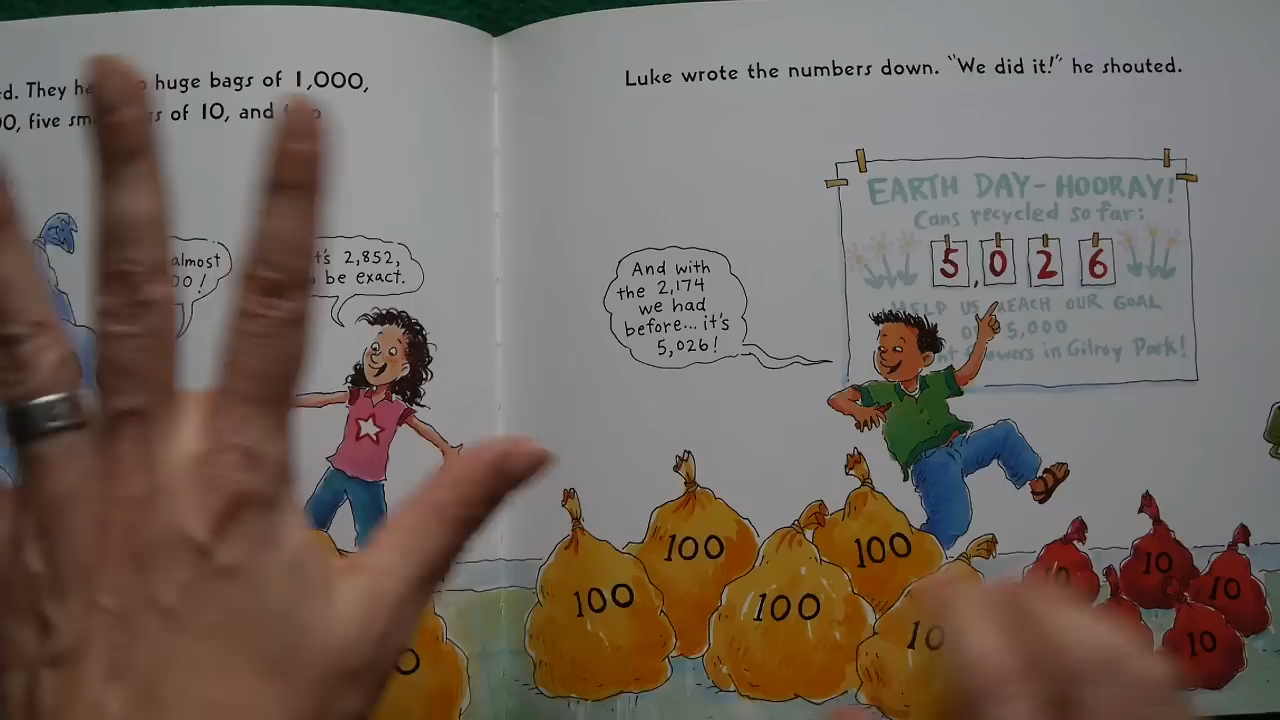 d. They huge bags of 1,000,
00, five of 10, and
almost
00!
's 2,852,
be exact.
Luke wrote the numbers down. "We did it!" he shouted.
EARTH DAY-HOORAY!
Cans recycled so far:
5,026
HELP US REACH OUR GOAL
5,000
flowers in Gilroy Park!
And with
the 2,174
we had
before... it's
5,026!
100
100
100
100
10
10
10
10